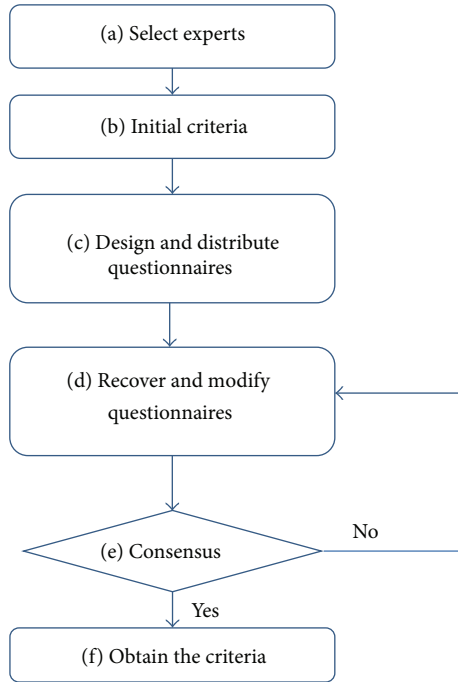 (a) Select experts
(b) Initial criteria
(c) Design and distribute
questionnaires
(d) Recover and modify
questionnaires
(e) Consensus
No
Yes
(f) Obtain the criteria